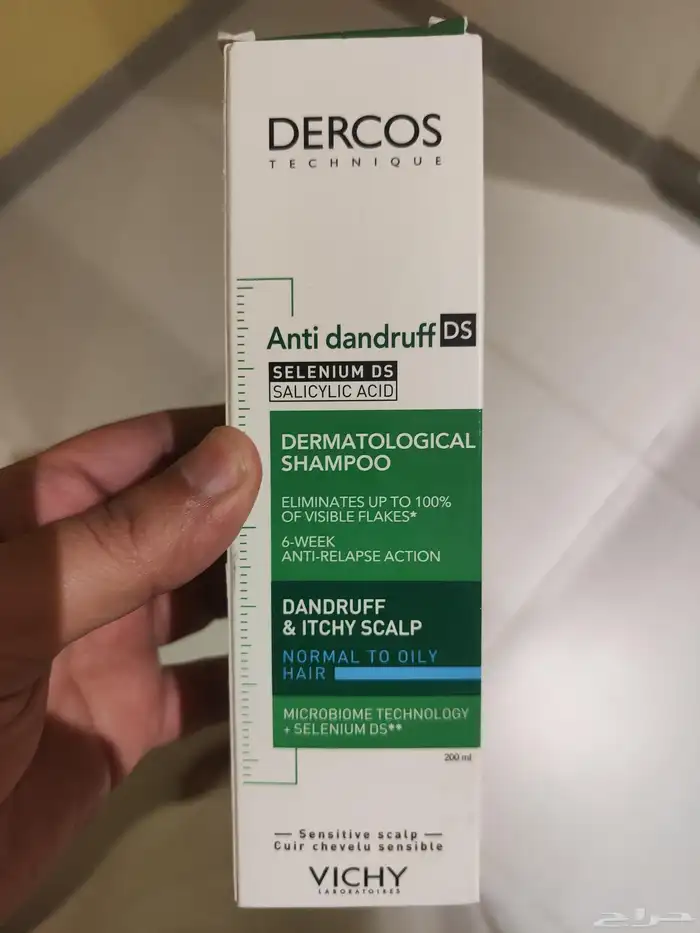 DERCOS
TECHNIQUE
Anti dandruff DS
SELENIUM DS
SALICYLIC ACID
DERMATOLOGICAL
SHAMPOO
ELIMINATES UP TO 100%
OF VISIBLE FLAKES*
6-WEEK
ANTI-RELAPSE ACTION
DANDRUFF
& ITCHY SCALP
NORMAL TO OILY
HAIR
MICROBIOME TECHNOLOGY
+ SELENIUM DS**
200 ml
Sensitive scalp
Cuir chevelu sensible
VICHY
LABORATOIRES
حراج